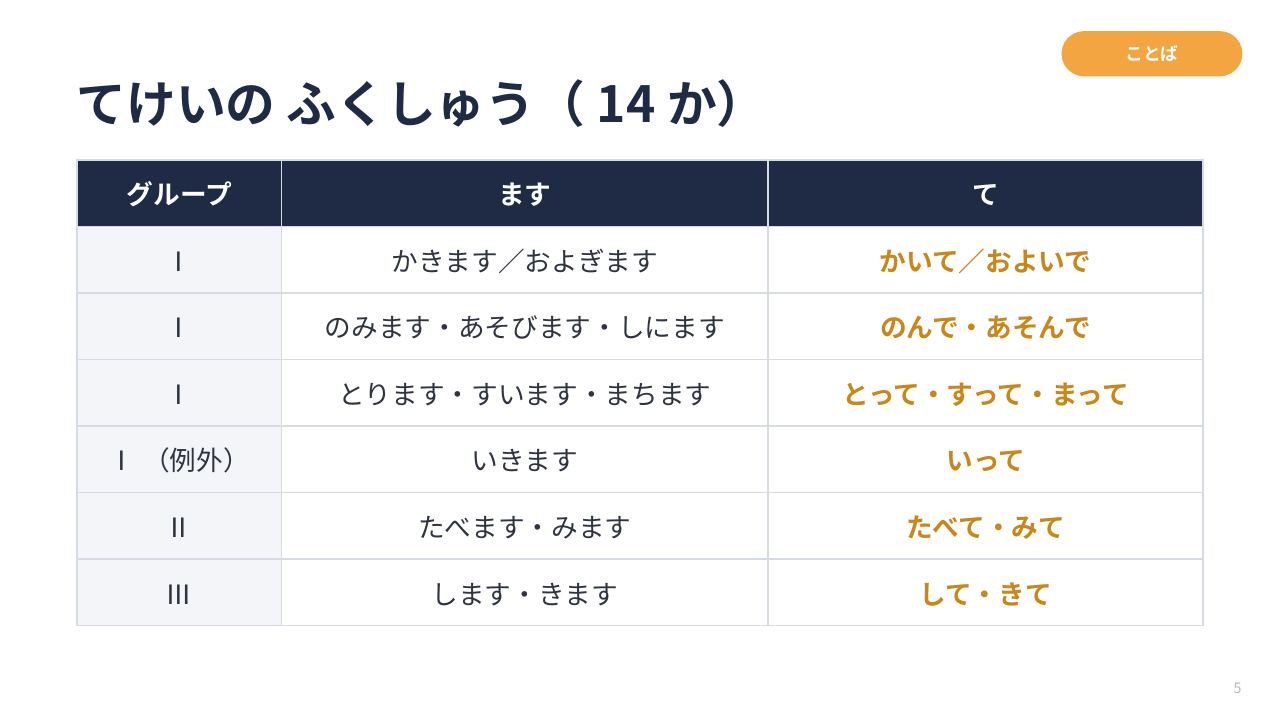 ことば
てけいの ふくしゅう（ 14 か）
グループ ます て
I かきます／およぎます かいて／およいで
I のみます・あそびます・しにます のんで・あそんで
I とります・すいます・まちます とって・すって・まって
I （例外） いきます いって
II たべます・みます たべて・みて
III します・きます して・きて
5